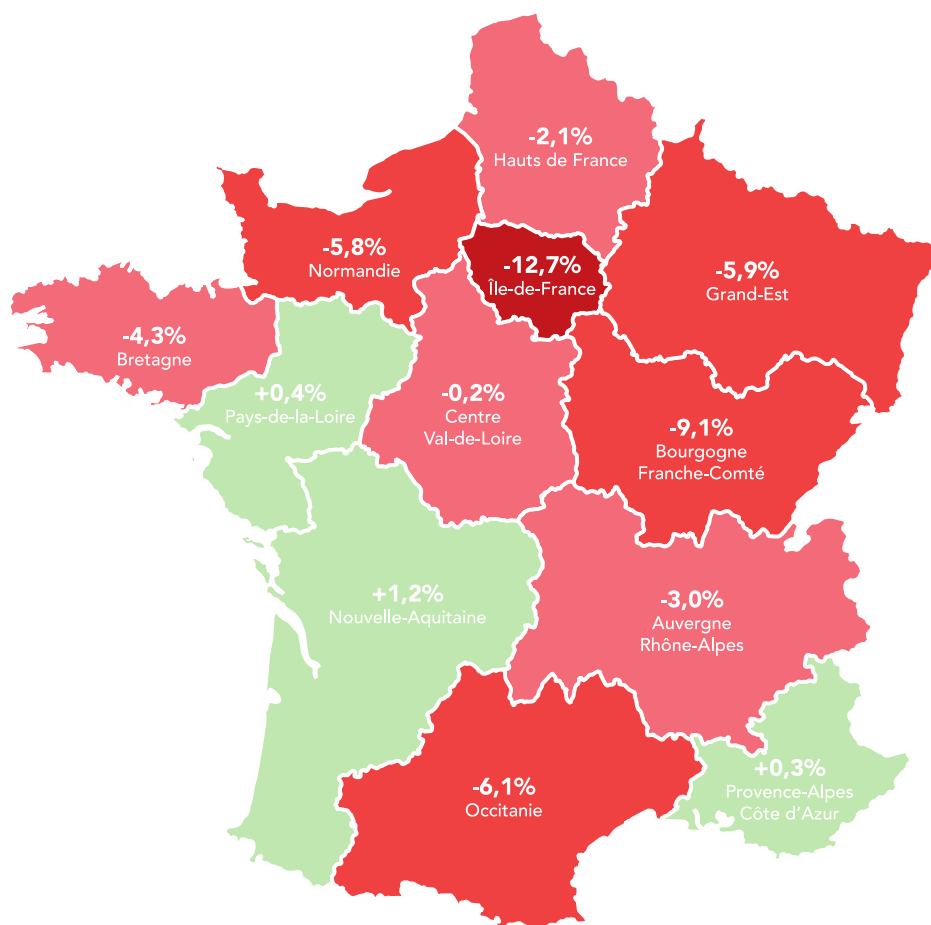 -2,1%
Hauts de France
-5,8%
Normandie
-12,7%
Île-de-France
-5,9%
Grand-Est
-4,3%
Bretagne
+0,4%
Pays-de-la-Loire
-0,2%
Centre
Val-de-Loire
-9,1%
Bourgogne
Franche-Comté
+1,2%
Nouvelle-Aquitaine
-3,0%
Auvergne
Rhône-Alpes
-6,1%
Occitanie
+0,3%
Provence-Alpes
Côte d'Azur